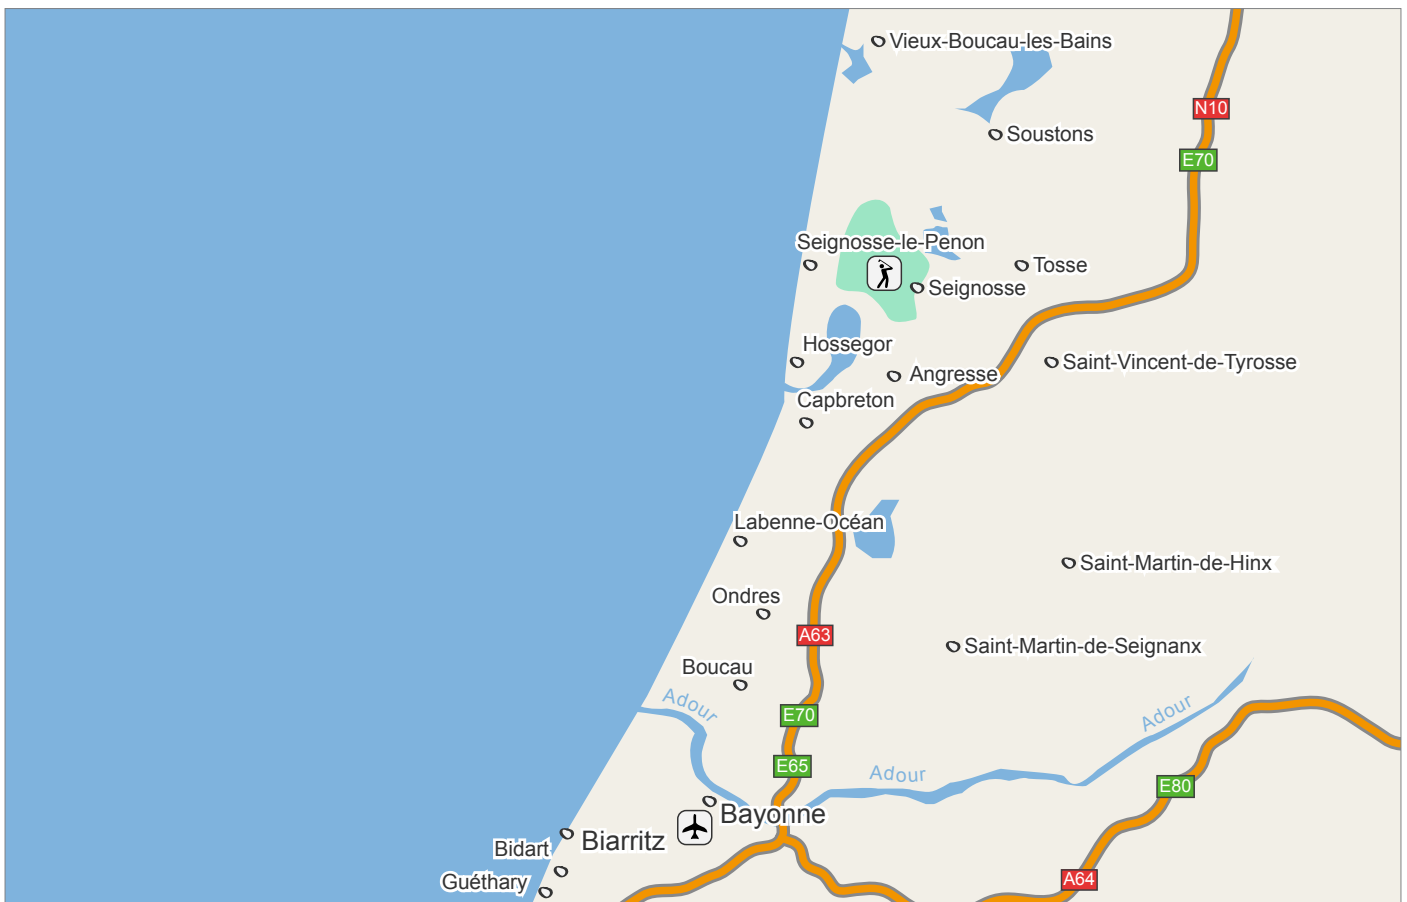 Vieux-Boucau-les-Bains
N10
Soustons
E70
Seignosse-le-Penon
Tosse
Seignosse
Hossegor
Saint-Vincent-de-Tyrosse
Angresse
Capbreton
Labenne-Océan
Saint-Martin-de-Hinx
Ondres
A63
Saint-Martin-de-Seignanx
Boucau
Adour
Adour
E70
E65
Adour
E80
Bayonne
Biarritz
Bidart
A64
Guéthary